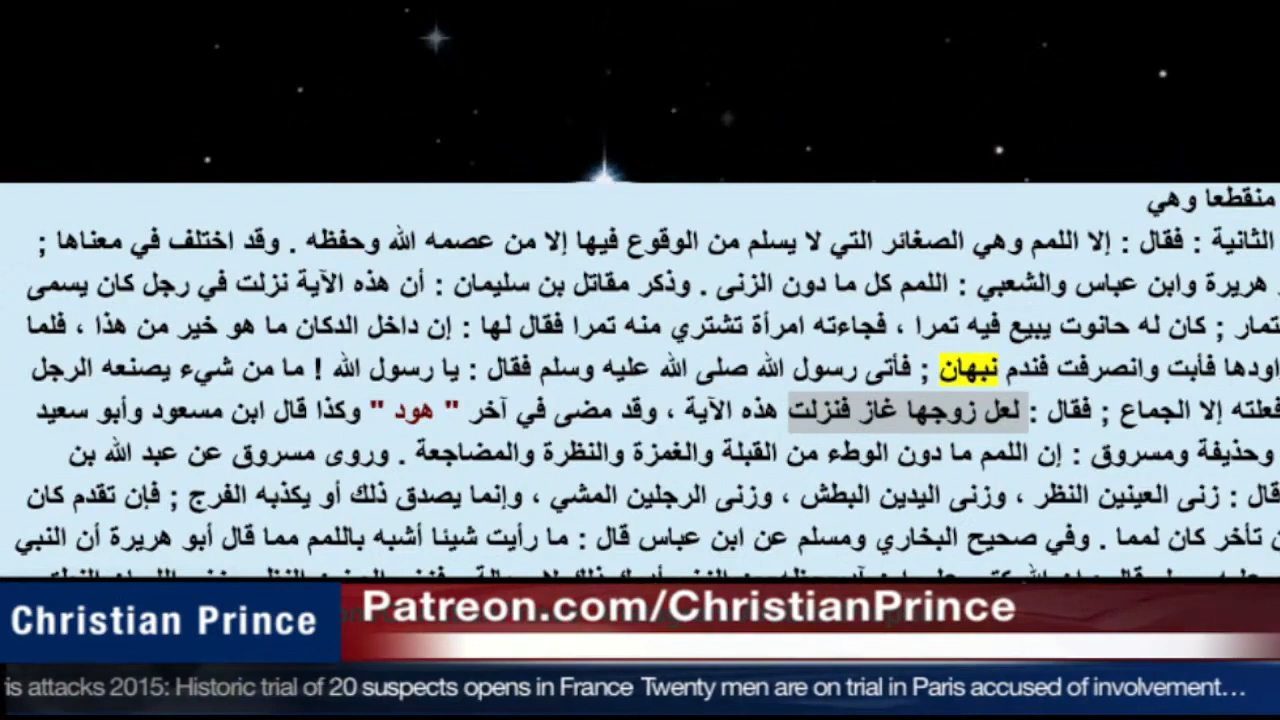 منقطعا وهي
الثانية : فقال : إلا اللمم وهي الصغائر التي لا يسلم من الوقوع فيها إلا من عصمه الله وحفظه . وقد اختلف في معناها ;
هريرة وابن عباس والشعبي : اللمم كل ما دون الزنى . وذكر مقاتل بن سليمان : أن هذه الآية نزلت في رجل كان يسمى
تمار ; كان له حانوت يبيع فيه تمرا ، فجاءته امرأة تشتري منه تمرا فقال لها : إن داخل الدكان ما هو خير من هذا ، فلما
اودها فأبت وانصرفت فندم نبهان ; فأتى رسول الله صلى الله عليه وسلم فقال : يا رسول الله ! ما من شيء يصنعه الرجل
فعلته إلا الجماع ; فقال : لعل زوجها غاز فنزلت هذه الآية ، وقد مضى في آخر " هود " وكذا قال ابن مسعود وأبو سعيد
وحذيفة ومسروق : إن اللمم ما دون الوطء من القبلة والغمزة والنظرة والمضاجعة . وروى مسروق عن عبد الله بن
قال : زنى العينين النظر ، وزنى اليدين البطش ، وزنى الرجلين المشي ، وإنما يصدق ذلك أو يكذبه الفرج ; فإن تقدم كان
تأخر كان لمما . وفي صحيح البخاري ومسلم عن ابن عباس قال : ما رأيت شيئا أشبه باللمم مما قال أبو هريرة أن النبي
Christian Prince
Patreon.com/ChristianPrince
is attacks 2015: Historic trial of 20 suspects opens in France Twenty men are on trial in Paris accused of involvement...